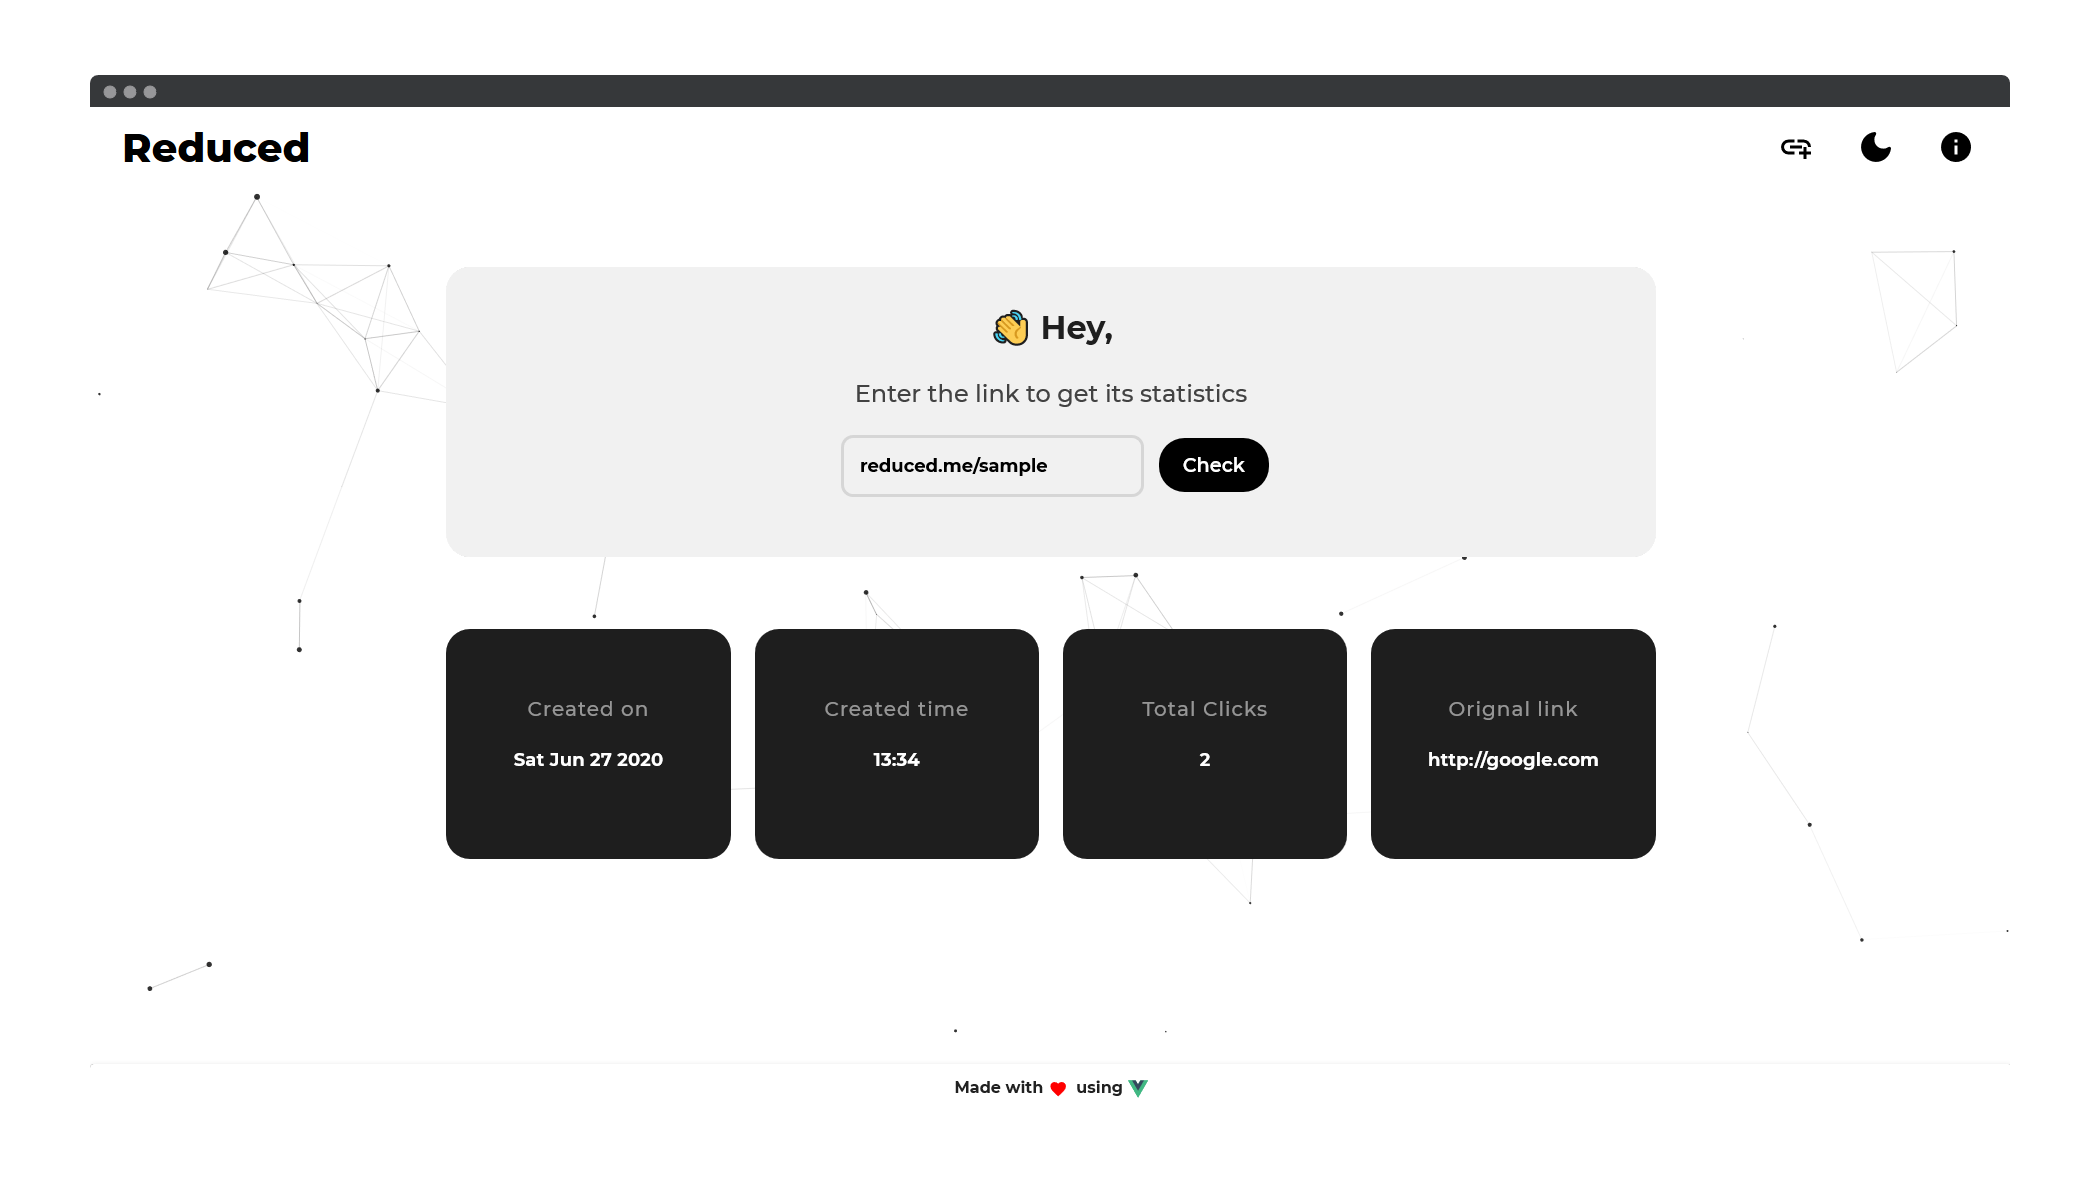 Reduced
👋 Hey,
Enter the link to get its statistics
reduced.me/sample
Check
Created on
Sat Jun 27 2020
Created time
13:34
Total Clicks
2
Orignal link
http://google.com
Made with ❤ using